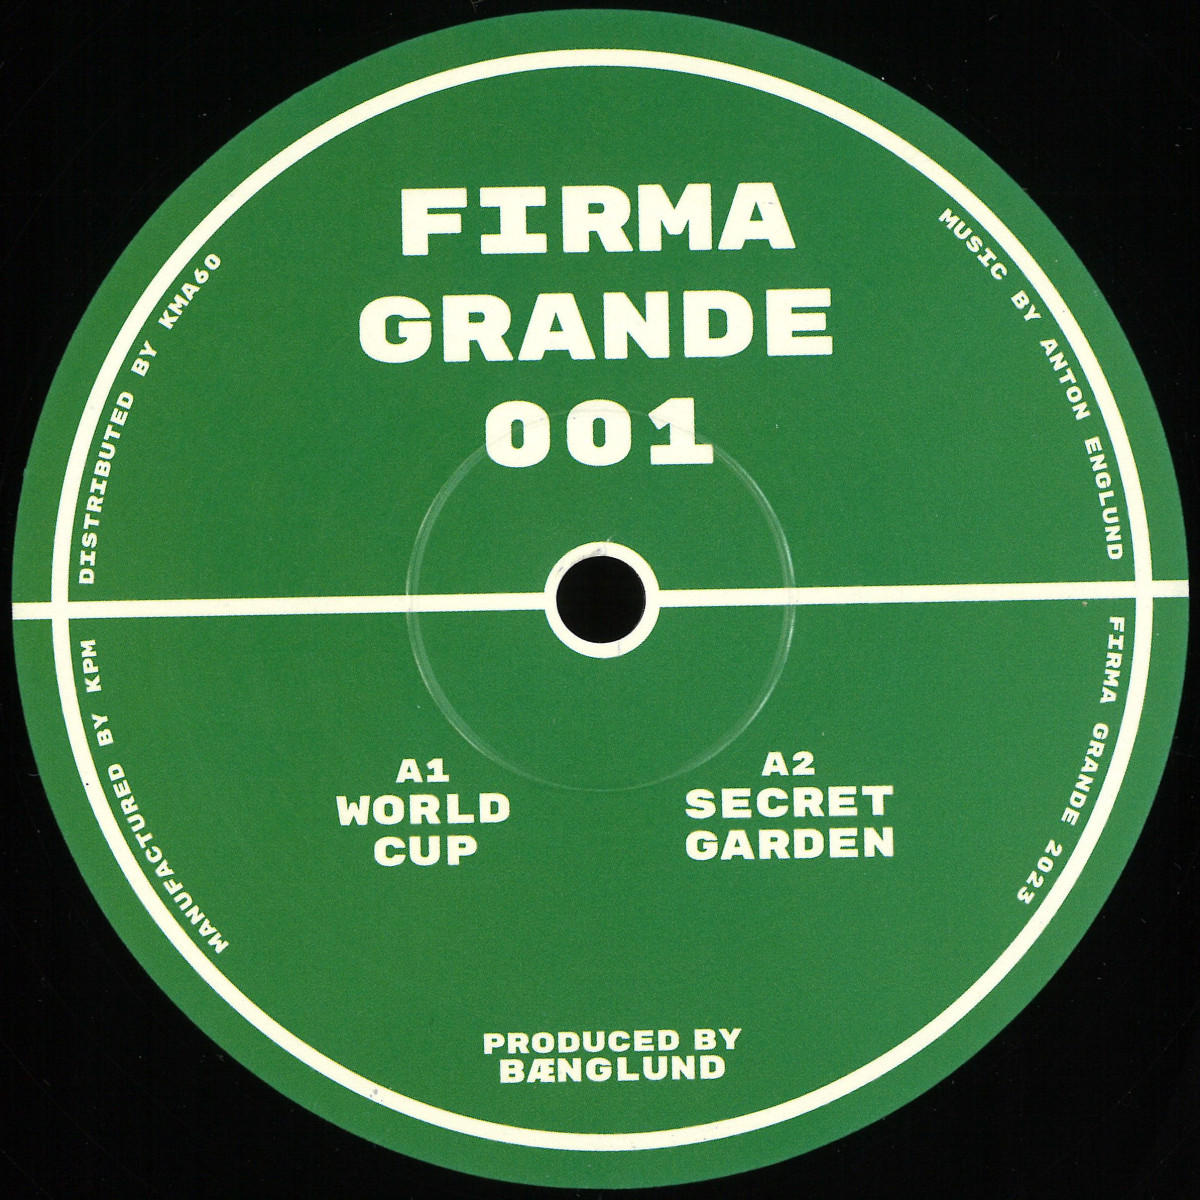 FIRMA
GRANDE
001
DISTRIBUTED BY KMA60
MUSIC BY ANTON ENGLUND
MANUFACTURED BY KPM
FIRMA GRANDE 2023
A1
WORLD
CUP
A2
SECRET
GARDEN
PRODUCED BY
BÆNGLUND